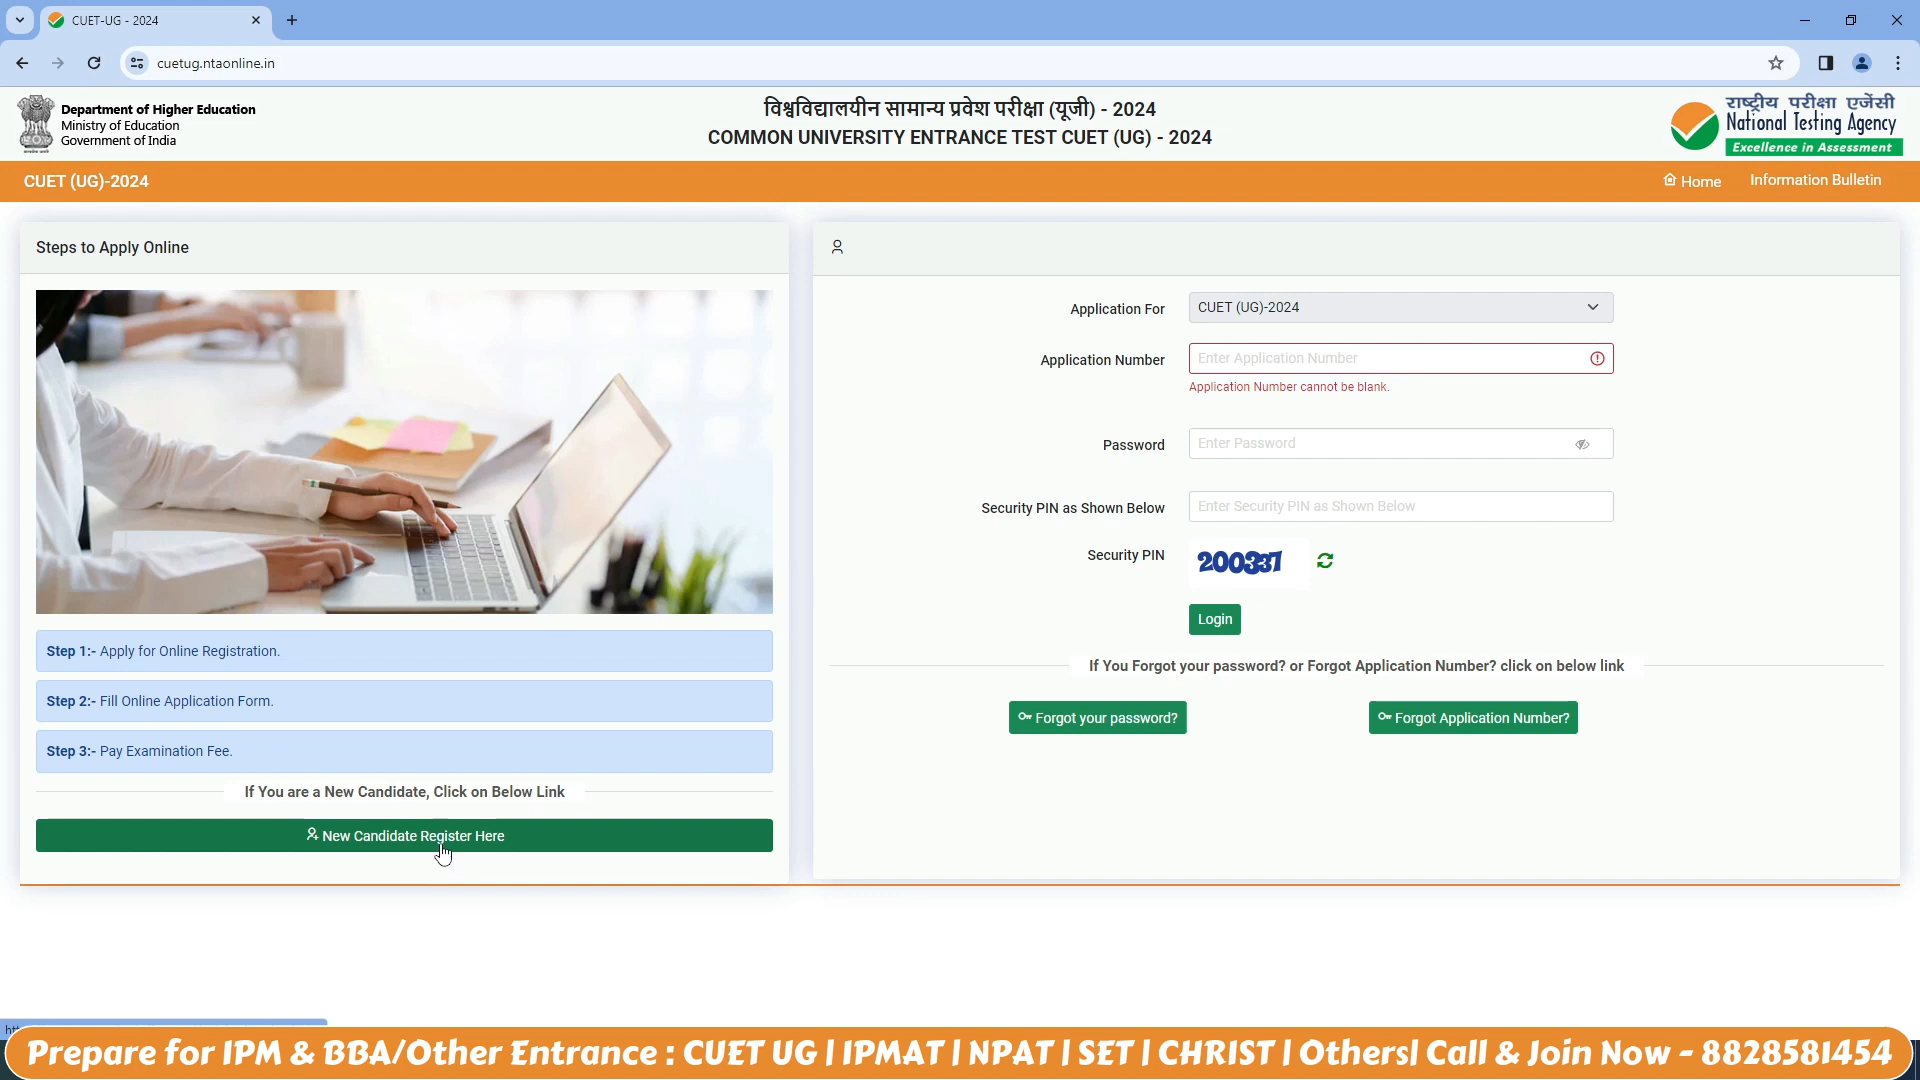 CUET-UG - 2024
cuetug.ntaonline.in
Department of Higher Education
Ministry of Education
Government of India
विश्वविद्यालयीन सामान्य प्रवेश परीक्षा (यूजी) - 2024
COMMON UNIVERSITY ENTRANCE TEST CUET (UG) - 2024
राष्ट्रीय परीक्षा एजेंसी
National Testing Agency
Excellence in Assessment
CUET (UG)-2024
Home
Information Bulletin
Steps to Apply Online
Step 1:- Apply for Online Registration.
Step 2:- Fill Online Application Form.
Step 3:- Pay Examination Fee.
If You are a New Candidate, Click on Below Link
New Candidate Register Here
Application For
CUET (UG)-2024
Application Number
Enter Application Number
Application Number cannot be blank.
Password
Enter Password
Security PIN as Shown Below
Enter Security PIN as Shown Below
Security PIN
200337
Login
If You Forgot your password? or Forgot Application Number? click on below link
Forgot your password?
Forgot Application Number?
Prepare for IPM & BBA/Other Entrance : CUET UG | IPMAT | NPAT | SET | CHRIST | Others| Call & Join Now - 8828581454